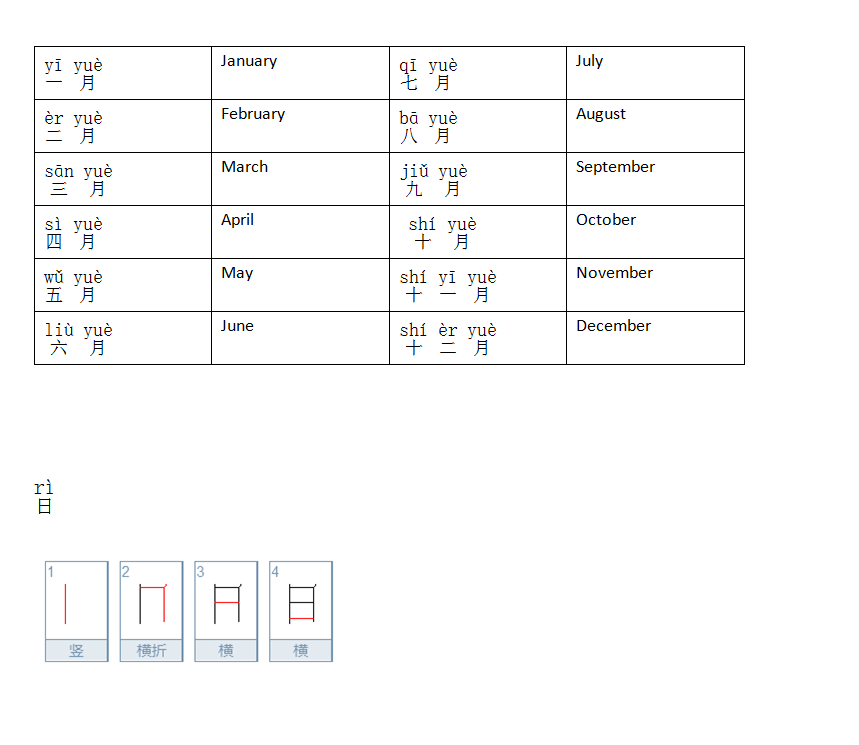 yī yuè
一 月
January
qī yuè
七 月
July
èr yuè
二 月
February
bā yuè
八 月
August
sān yuè
三 月
March
jiǔ yuè
九 月
September
sì yuè
四 月
April
shí yuè
十 月
October
wǔ yuè
五 月
May
shí yī yuè
十 一 月
November
liù yuè
六 月
June
shí èr yuè
十 二 月
December
rì
日
1 2 3 4
竖 横折 横 横